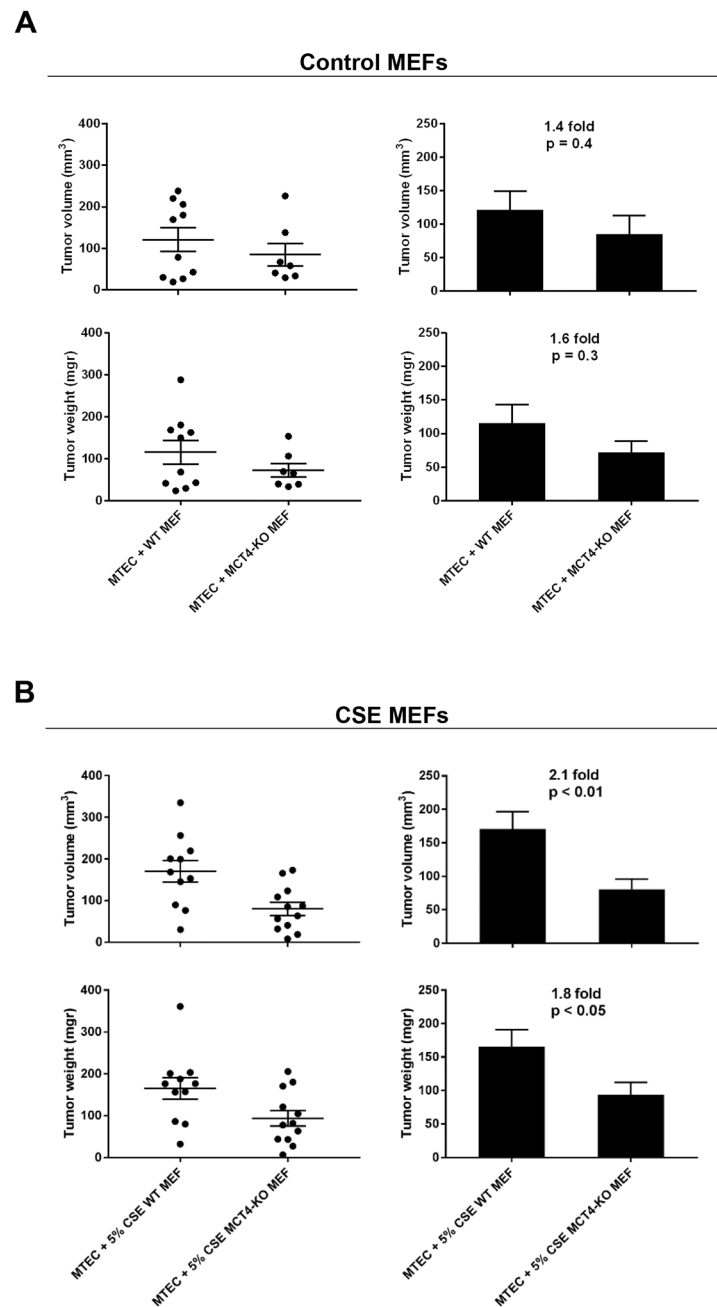 A
Control MEFs
Tumor volume (mm³)
400
300
200
100
0
Tumor volume (mm³)
250
200
150
100
50
0
1.4 fold
p = 0.4
Tumor weight (mgr)
400
300
200
100
0
MTEC + WT MEF
MTEC + MCT4-KO MEF
Tumor weight (mgr)
250
200
150
100
50
0
1.6 fold
p = 0.3
MTEC + WT MEF
MTEC + MCT4-KO MEF
B
CSE MEFs
Tumor volume (mm³)
400
300
200
100
0
Tumor volume (mm³)
250
200
150
100
50
0
2.1 fold
p < 0.01
Tumor weight (mgr)
400
300
200
100
0
MTEC + 5% CSE WT MEF
MTEC + 5% CSE MCT4-KO MEF
Tumor weight (mgr)
250
200
150
100
50
0
1.8 fold
p < 0.05
MTEC + 5% CSE WT MEF
MTEC + 5% CSE MCT4-KO MEF